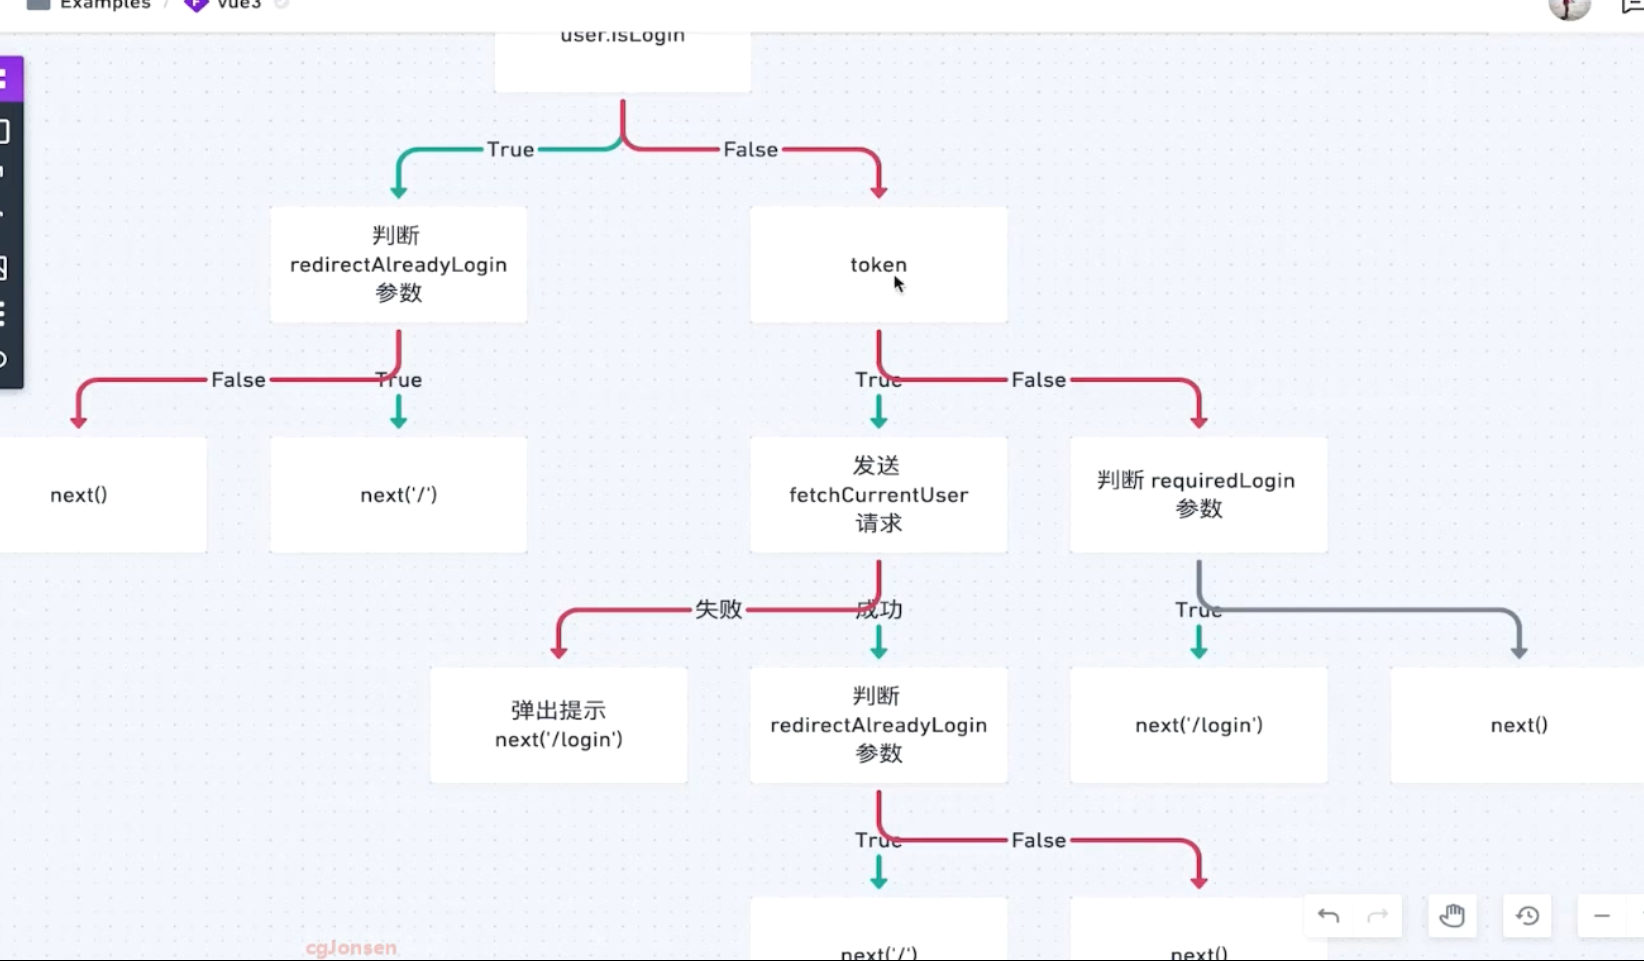 Examples / vue3
user.isLogin
True
False
判断
redirectAlreadyLogin
参数
token
False
True
True
False
next()
next('/')
发送
fetchCurrentUser
请求
判断 requiredLogin
参数
失败
成功
True
弹出提示
next('/login')
判断
redirectAlreadyLogin
参数
next('/login')
next()
True
False
next('/')
next()
cgJonsen